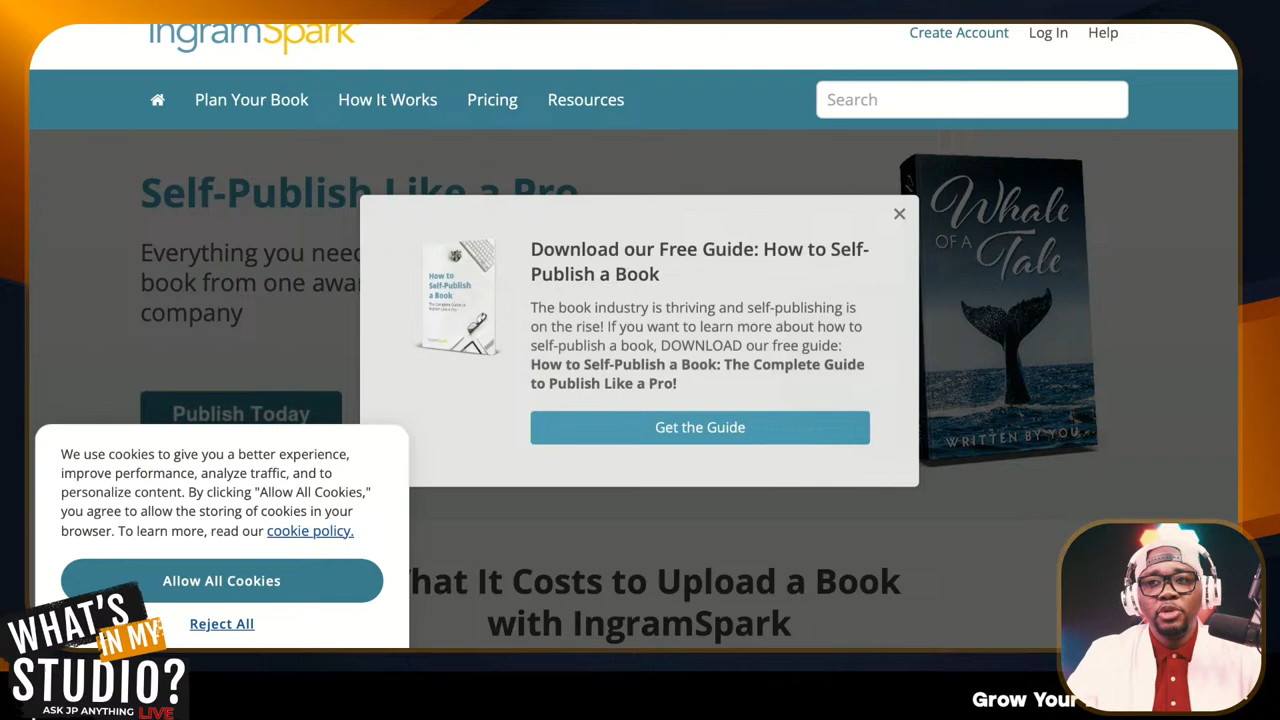 IngramSpark
Create Account Log In Help
Plan Your Book How It Works Pricing Resources
Search
Self-Publish Like a Pro
Everything you need
book from one awa
company
Publish Today
Download our Free Guide: How to Self-
Publish a Book
The book industry is thriving and self-publishing is
on the rise! If you want to learn more about how to
self-publish a book, DOWNLOAD our free guide:
How to Self-Publish a Book: The Complete Guide
to Publish Like a Pro!
Get the Guide
How to
Self-Publish
a Book
Whale
OF A
Tale
WRITTEN BY YOU
We use cookies to give you a better experience,
improve performance, analyze traffic, and to
personalize content. By clicking "Allow All Cookies,"
you agree to allow the storing of cookies in your
browser. To learn more, read our cookie policy.
Allow All Cookies
Reject All
hat It Costs to Upload a Book
with IngramSpark
WHAT'S
IN MY
STUDIO?
ASK JP ANYTHING LIVE
Grow Your